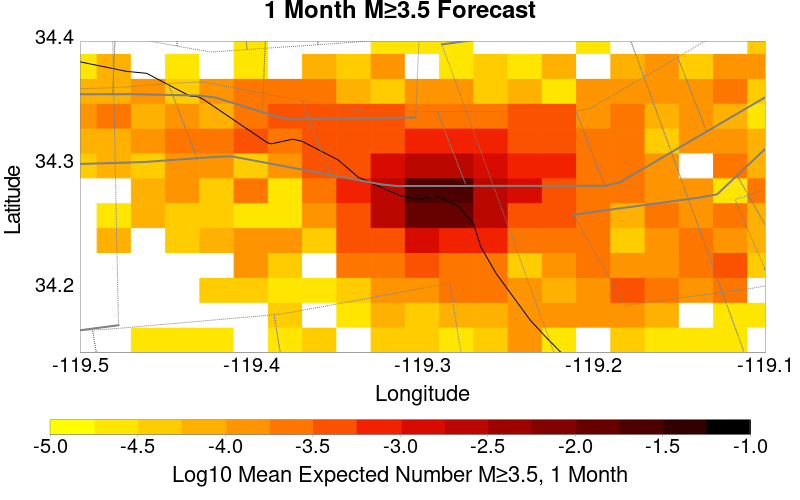 1 Month M≥3.5 Forecast
34.4
34.3
34.2
Latitude
-119.5 -119.4 -119.3 -119.2 -119.1
Longitude
-5.0 -4.5 -4.0 -3.5 -3.0 -2.5 -2.0 -1.5 -1.0
Log10 Mean Expected Number M≥3.5, 1 Month